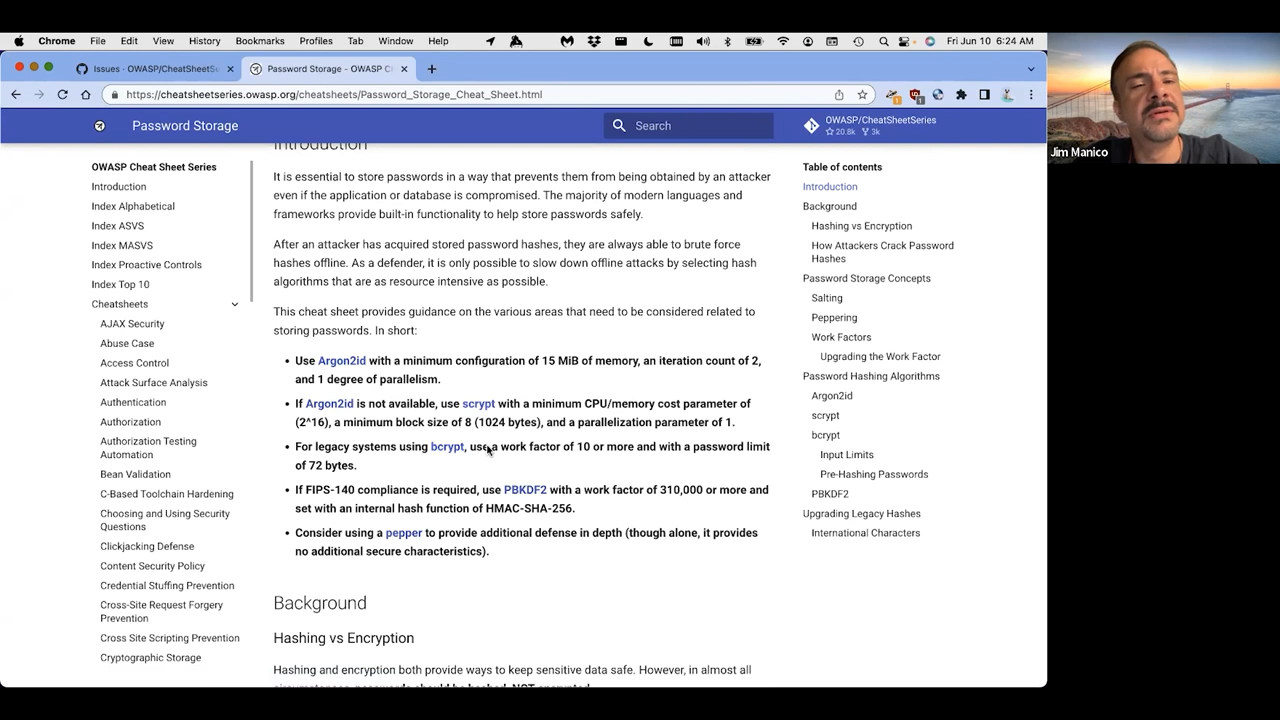 Chrome File Edit View History Bookmarks Profiles Tab Window Help Fri Jun 10 6:24 AM
Issues - OWASP/CheatSheetSe
Password Storage - OWASP C
https://cheatsheetseries.owasp.org/cheatsheets/Password_Storage_Cheat_Sheet.html
Password Storage
Search
OWASP/CheatSheetSeries
20.8k 3k
OWASP Cheat Sheet Series
Introduction
Index Alphabetical
Index ASVS
Index MASVS
Index Proactive Controls
Index Top 10
Cheatsheets
AJAX Security
Abuse Case
Access Control
Attack Surface Analysis
Authentication
Authorization
Authorization Testing
Automation
Bean Validation
C-Based Toolchain Hardening
Choosing and Using Security
Questions
Clickjacking Defense
Content Security Policy
Credential Stuffing Prevention
Cross-Site Request Forgery
Prevention
Cross Site Scripting Prevention
Cryptographic Storage
Introduction
It is essential to store passwords in a way that prevents them from being obtained by an attacker
even if the application or database is compromised. The majority of modern languages and
frameworks provide built-in functionality to help store passwords safely.
After an attacker has acquired stored password hashes, they are always able to brute force
hashes offline. As a defender, it is only possible to slow down offline attacks by selecting hash
algorithms that are as resource intensive as possible.
This cheat sheet provides guidance on the various areas that need to be considered related to
storing passwords. In short:
• Use Argon2id with a minimum configuration of 15 MiB of memory, an iteration count of 2,
and 1 degree of parallelism.
• If Argon2id is not available, use scrypt with a minimum CPU/memory cost parameter of
(2^16), a minimum block size of 8 (1024 bytes), and a parallelization parameter of 1.
• For legacy systems using bcrypt, use a work factor of 10 or more and with a password limit
of 72 bytes.
• If FIPS-140 compliance is required, use PBKDF2 with a work factor of 310,000 or more and
set with an internal hash function of HMAC-SHA-256.
• Consider using a pepper to provide additional defense in depth (though alone, it provides
no additional secure characteristics).
Background
Hashing vs Encryption
Hashing and encryption both provide ways to keep sensitive data safe. However, in almost all
circumstances, passwords should be hashed, NOT encrypted.
Table of contents
Introduction
Background
Hashing vs Encryption
How Attackers Crack Password
Hashes
Password Storage Concepts
Salting
Peppering
Work Factors
Upgrading the Work Factor
Password Hashing Algorithms
Argon2id
scrypt
bcrypt
Input Limits
Pre-Hashing Passwords
PBKDF2
Upgrading Legacy Hashes
International Characters
Jim Manico